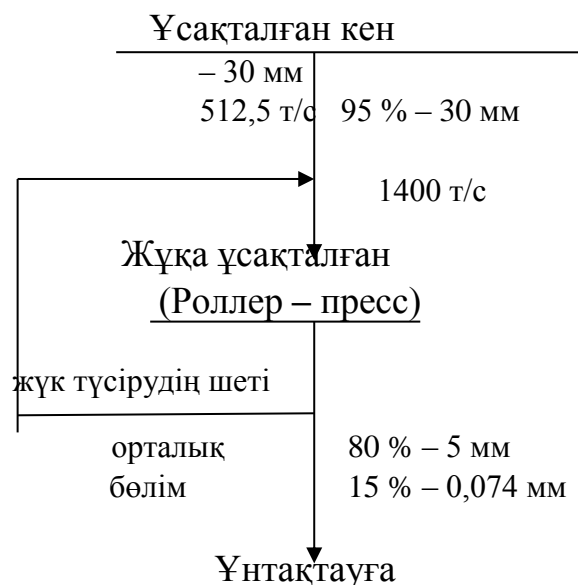 Ұсақталған кен
– 30 мм
512,5 т/с 95 % – 30 мм
1400 т/с
Жұқа ұсақталған
(Роллер – пресс)
жүк түсірудің шеті
орталық 80 % – 5 мм
бөлім 15 % – 0,074 мм
Ұнтақтауға